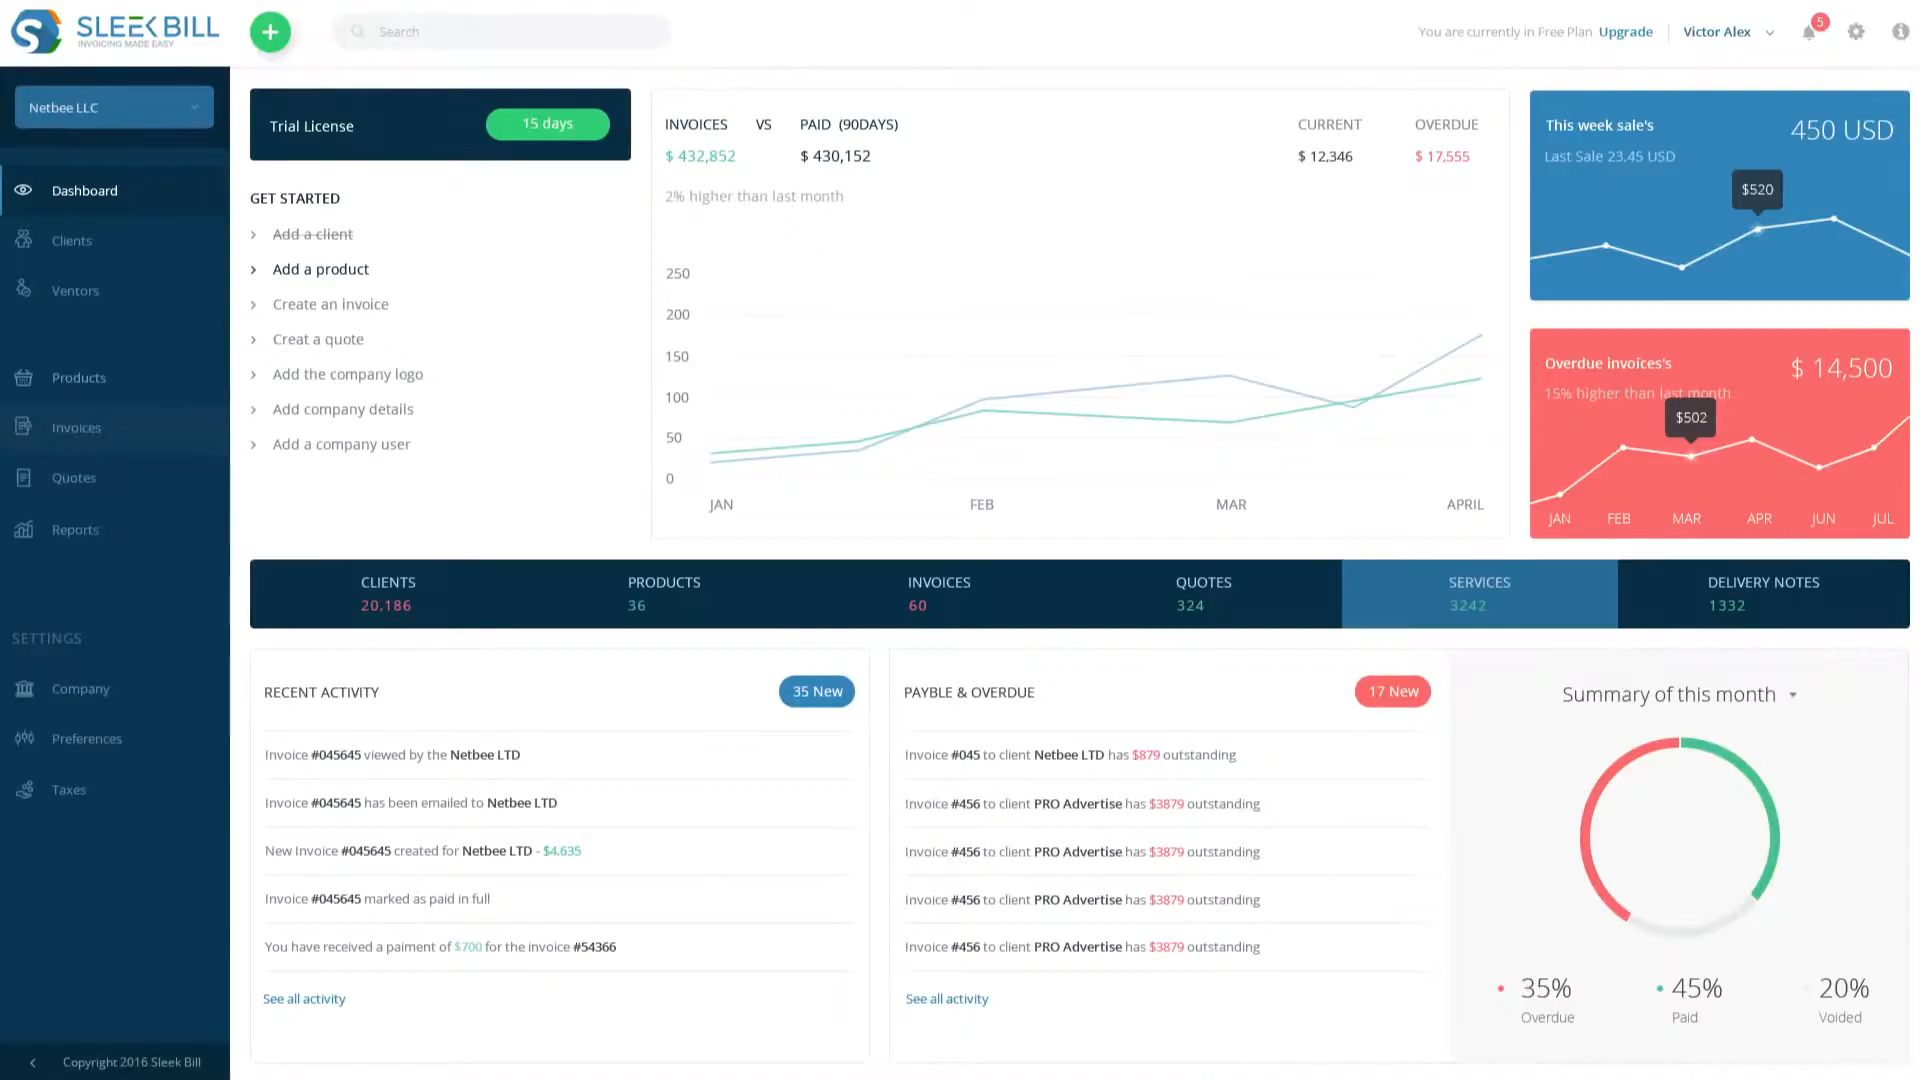 SLEEK BILL
INVOICING MADE EASY
+
Search
You are currently in Free Plan Upgrade
Victor Alex
5
Netbee LLC
Dashboard
Clients
Ventors
Products
Invoices
Quotes
Reports
SETTINGS
Company
Preferences
Taxes
Copyright 2016 Sleek Bill
Trial License
15 days
GET STARTED
Add a client
Add a product
Create an invoice
Creat a quote
Add the company logo
Add company details
Add a company user
INVOICES VS PAID (90DAYS)
$ 432,852 $ 430,152
2% higher than last month
CURRENT OVERDUE
$ 12,346 $ 17,555
250
200
150
100
50
0
JAN FEB MAR APRIL
This week sale's 450 USD
Last Sale 23.45 USD
$520
Overdue invoices's $ 14,500
15% higher than last month
$502
JAN FEB MAR APR JUN JUL
CLIENTS PRODUCTS INVOICES QUOTES SERVICES DELIVERY NOTES
20,186 36 60 324 3242 1332
RECENT ACTIVITY 35 New
Invoice #045645 viewed by the Netbee LTD
Invoice #045645 has been emailed to Netbee LTD
New Invoice #045645 created for Netbee LTD - $4,635
Invoice #045645 marked as paid in full
You have received a paiment of $700 for the invoice #54366
See all activity
PAYBLE & OVERDUE 17 New
Invoice #045 to client Netbee LTD has $879 outstanding
Invoice #456 to client PRO Advertise has $3879 outstanding
Invoice #456 to client PRO Advertise has $3879 outstanding
Invoice #456 to client PRO Advertise has $3879 outstanding
Invoice #456 to client PRO Advertise has $3879 outstanding
See all activity
Summary of this month
35% 45% 20%
Overdue Paid Voided